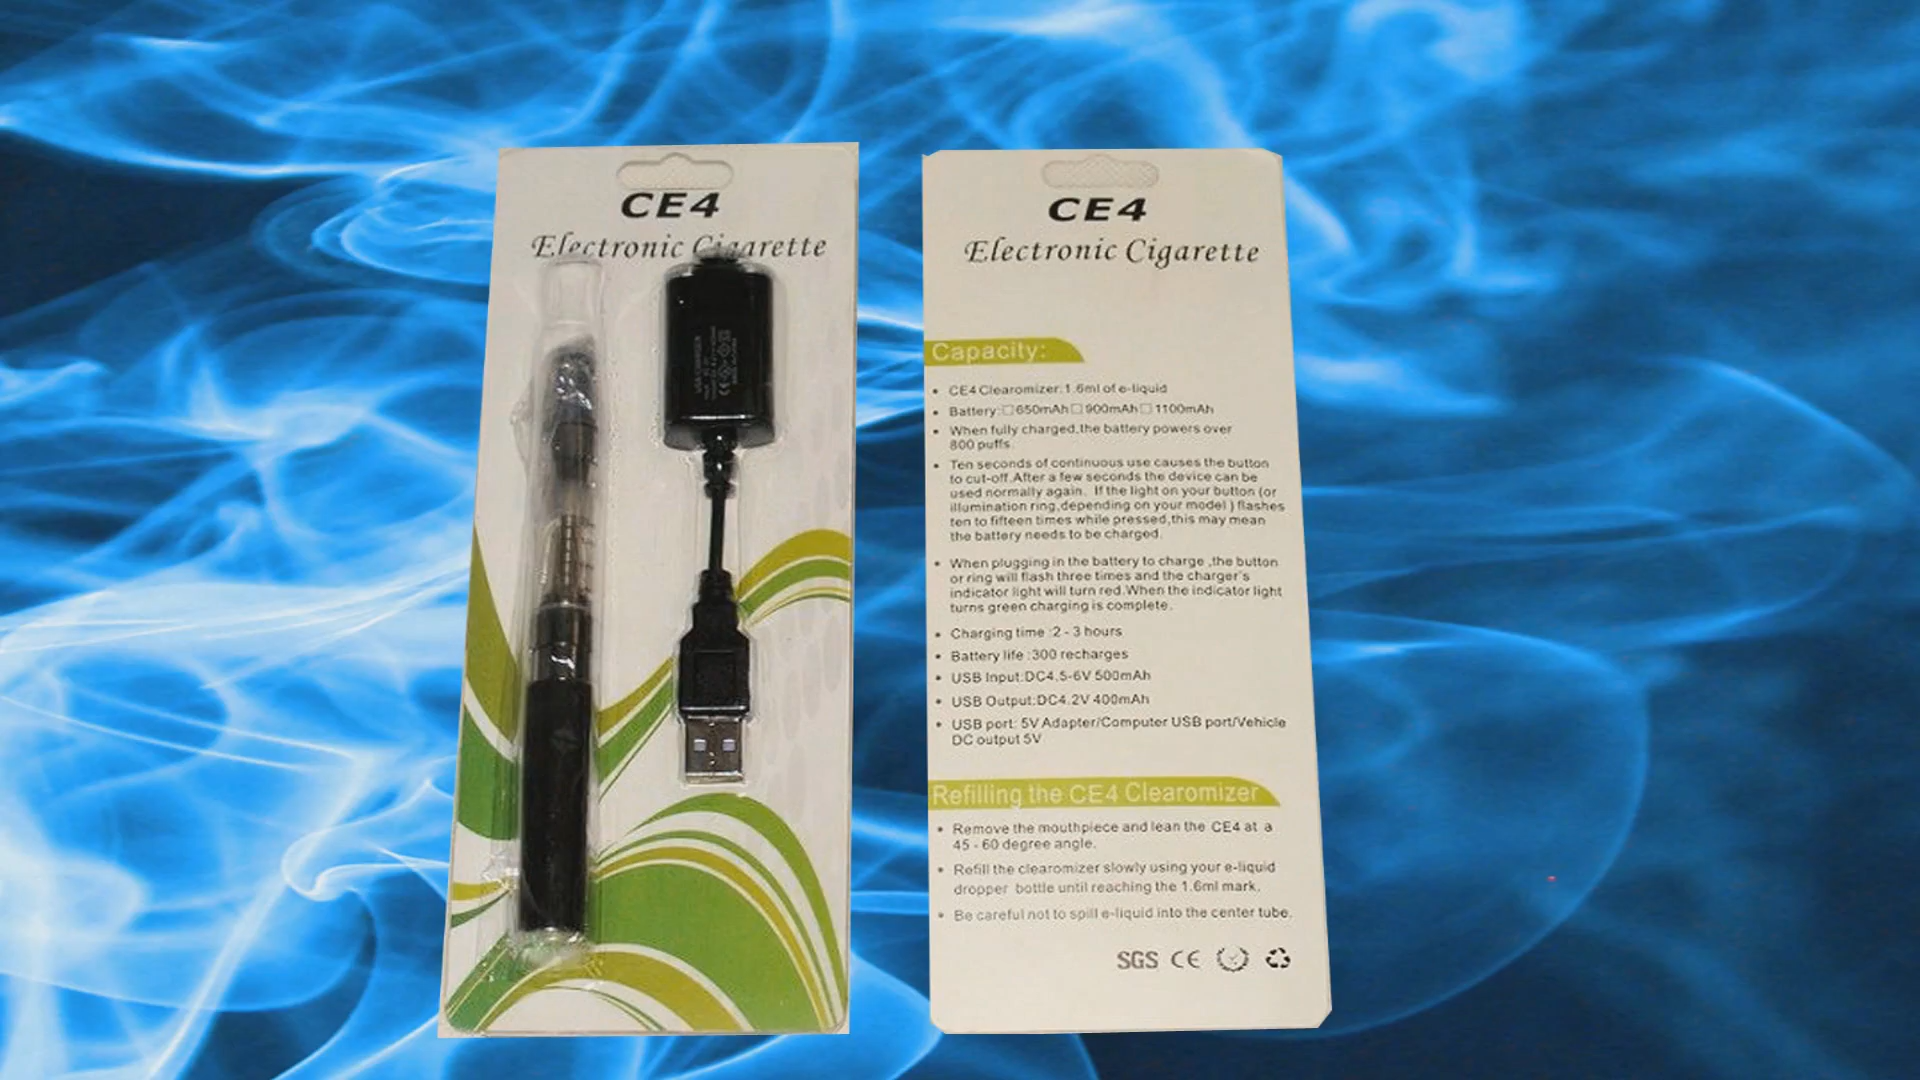 CE4
Electronic Cigarette
CE4
Electronic Cigarette
Capacity:
• CE4 Clearomizer:1.6ml of e-liquid
• Battery:□650mAh□900mAh□1100mAh
• When fully charged,the battery powers over
800 puffs.
• Ten seconds of continuous use causes the button
to cut-off.After a few seconds the device can be
used normally again. If the light on your button (or
illumination ring,depending on your model ) flashes
ten to fifteen times while pressed,this may mean
the battery needs to be charged.
• When plugging in the battery to charge ,the button
or ring will flash three times and the charger's
indicator light will turn red.When the indicator light
turns green charging is complete.
• Charging time :2 - 3 hours
• Battery life :300 recharges
• USB Input:DC4.5-6V 500mAh
• USB Output:DC4.2V 400mAh
• USB port: 5V Adapter/Computer USB port/Vehicle
DC output 5V
Refilling the CE4 Clearomizer
• Remove the mouthpiece and lean the CE4 at a
45 - 60 degree angle.
• Refill the clearomizer slowly using your e-liquid
dropper bottle until reaching the 1.6ml mark.
• Be careful not to spill e-liquid into the center tube.
SGS CE